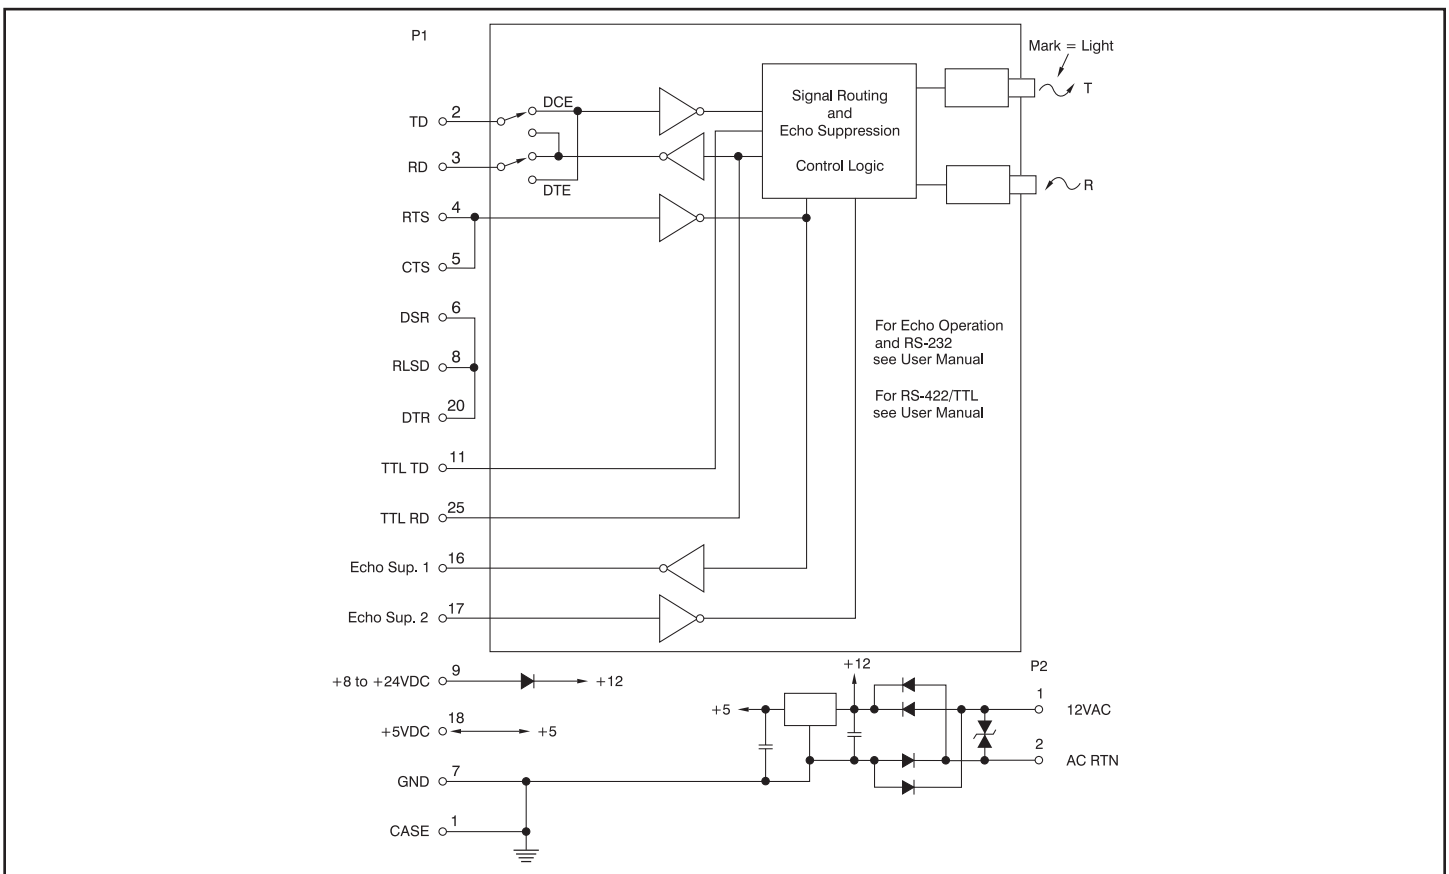 P1
Mark = Light
T
R
Signal Routing
and
Echo Suppression
Control Logic
DCE
DTE
TD 2
RD 3
RTS 4
CTS 5
DSR 6
RLSD 8
DTR 20
TTL TD 11
TTL RD 25
Echo Sup. 1 16
Echo Sup. 2 17
For Echo Operation
and RS-232
see User Manual
For RS-422/TTL
see User Manual
+8 to +24VDC 9 +12
+5VDC 18 +5
GND 7
CASE 1
+12
+5
P2
1 12VAC
2 AC RTN